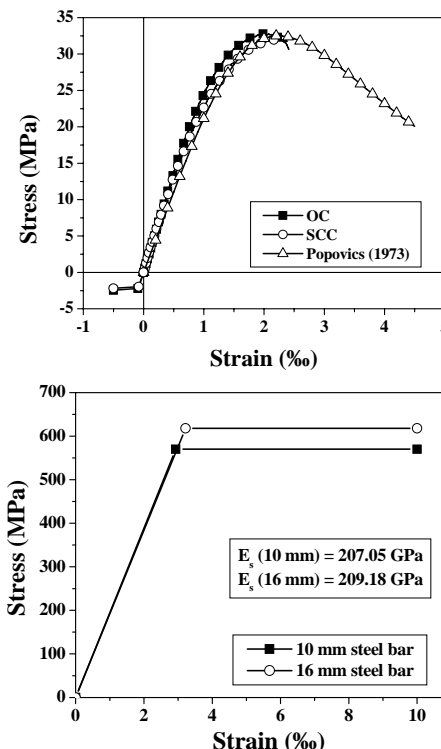 35
30
25
20
15
10
5
0
-5
Stress (MPa)
OC
SCC
Popovics (1973)
-1 0 1 2 3 4
Strain (‰)
700
600
500
400
300
200
100
0
Stress (MPa)
E_s (10 mm) = 207.05 GPa
E_s (16 mm) = 209.18 GPa
10 mm steel bar
16 mm steel bar
0 2 4 6 8 10
Strain (‰)